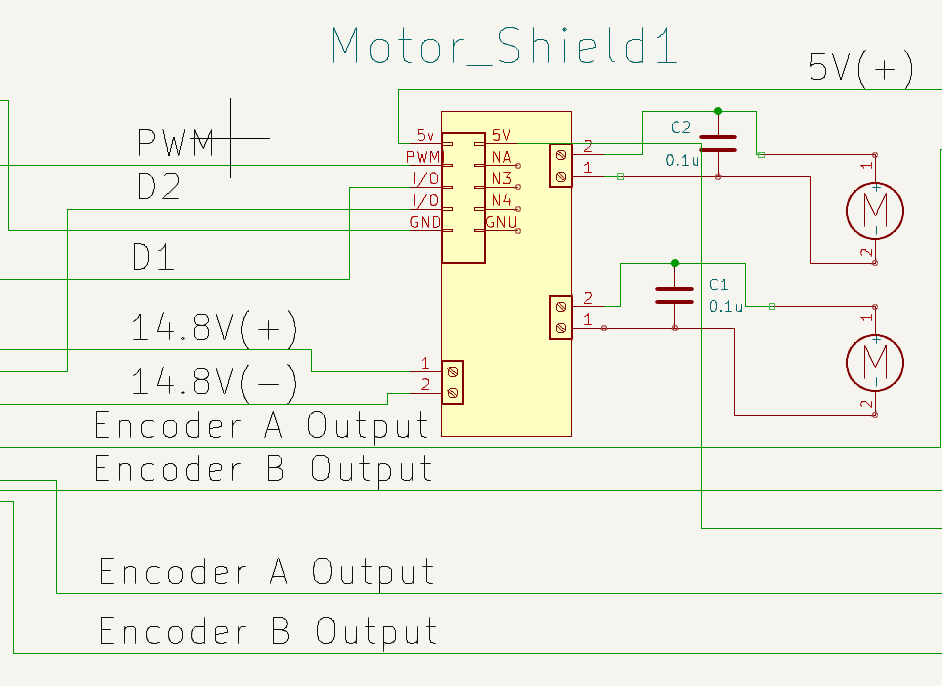 Motor_Shield1
5V(+)
PWM
D2
D1
14.8V(+)
14.8V(-)
Encoder A Output
Encoder B Output
Encoder A Output
Encoder B Output
5v 5V
PWM NA
I/O N3
I/O N4
GND GNU
1
2
2
1
C2
0.1u
1
+
M
-
2
2
1
C1
0.1u
1
+
M
-
2